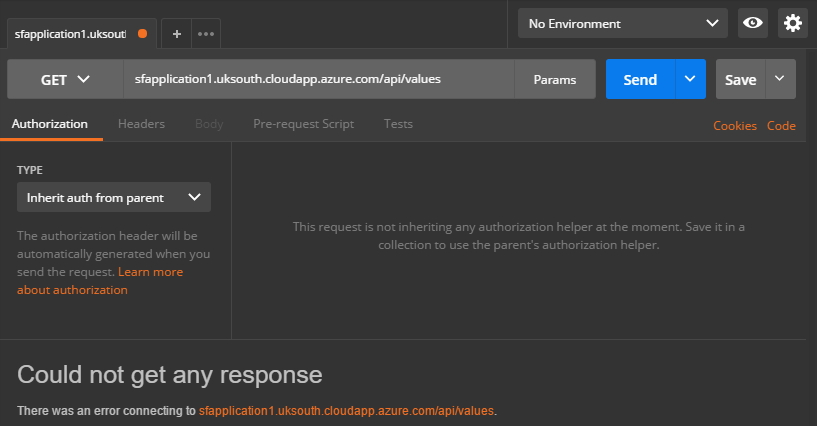 sfapplication1.uksoutl
+
•••
No Environment
GET
sfapplication1.uksouth.cloudapp.azure.com/api/values
Params
Send
Save
Authorization
Headers
Body
Pre-request Script
Tests
Cookies
Code
TYPE
Inherit auth from parent
The authorization header will be
automatically generated when you
send the request. Learn more
about authorization
This request is not inheriting any authorization helper at the moment. Save it in a
collection to use the parent's authorization helper.
Could not get any response
There was an error connecting to sfapplication1.uksouth.cloudapp.azure.com/api/values.